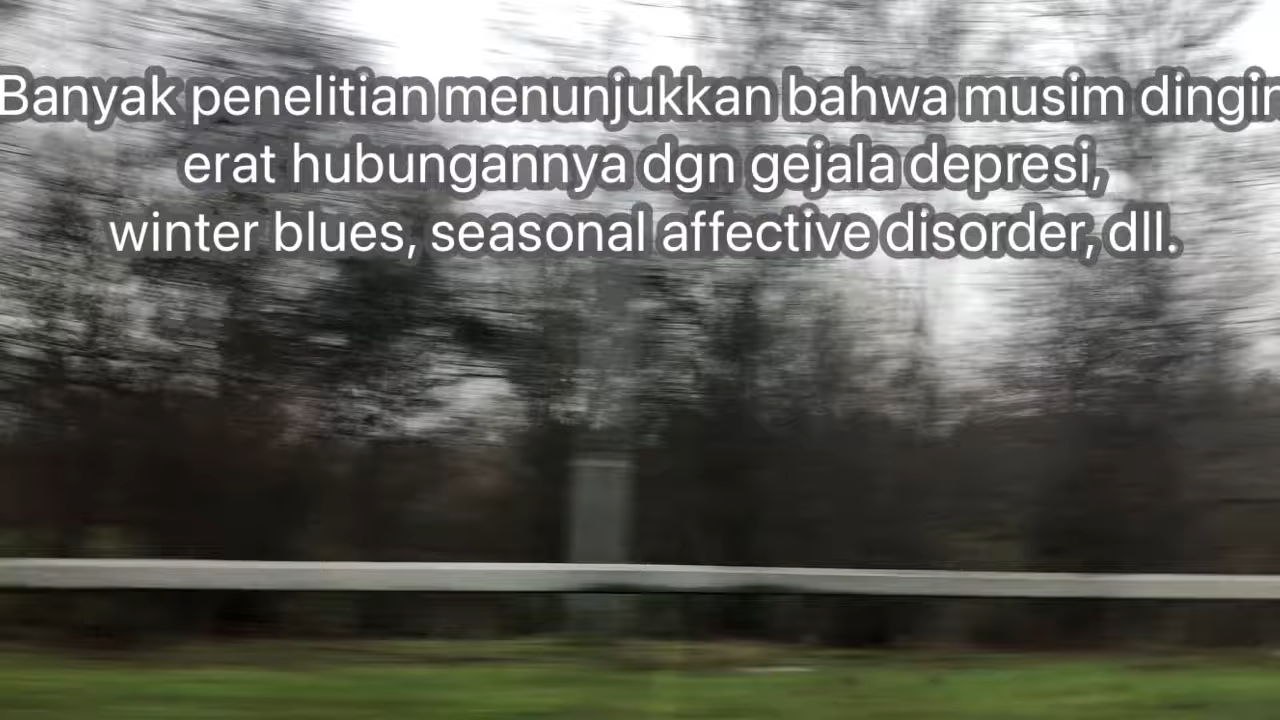 Banyak penelitian menunjukkan bahwa musim dingin
erat hubungannya dgn gejala depresi,
winter blues, seasonal affective disorder, dll.